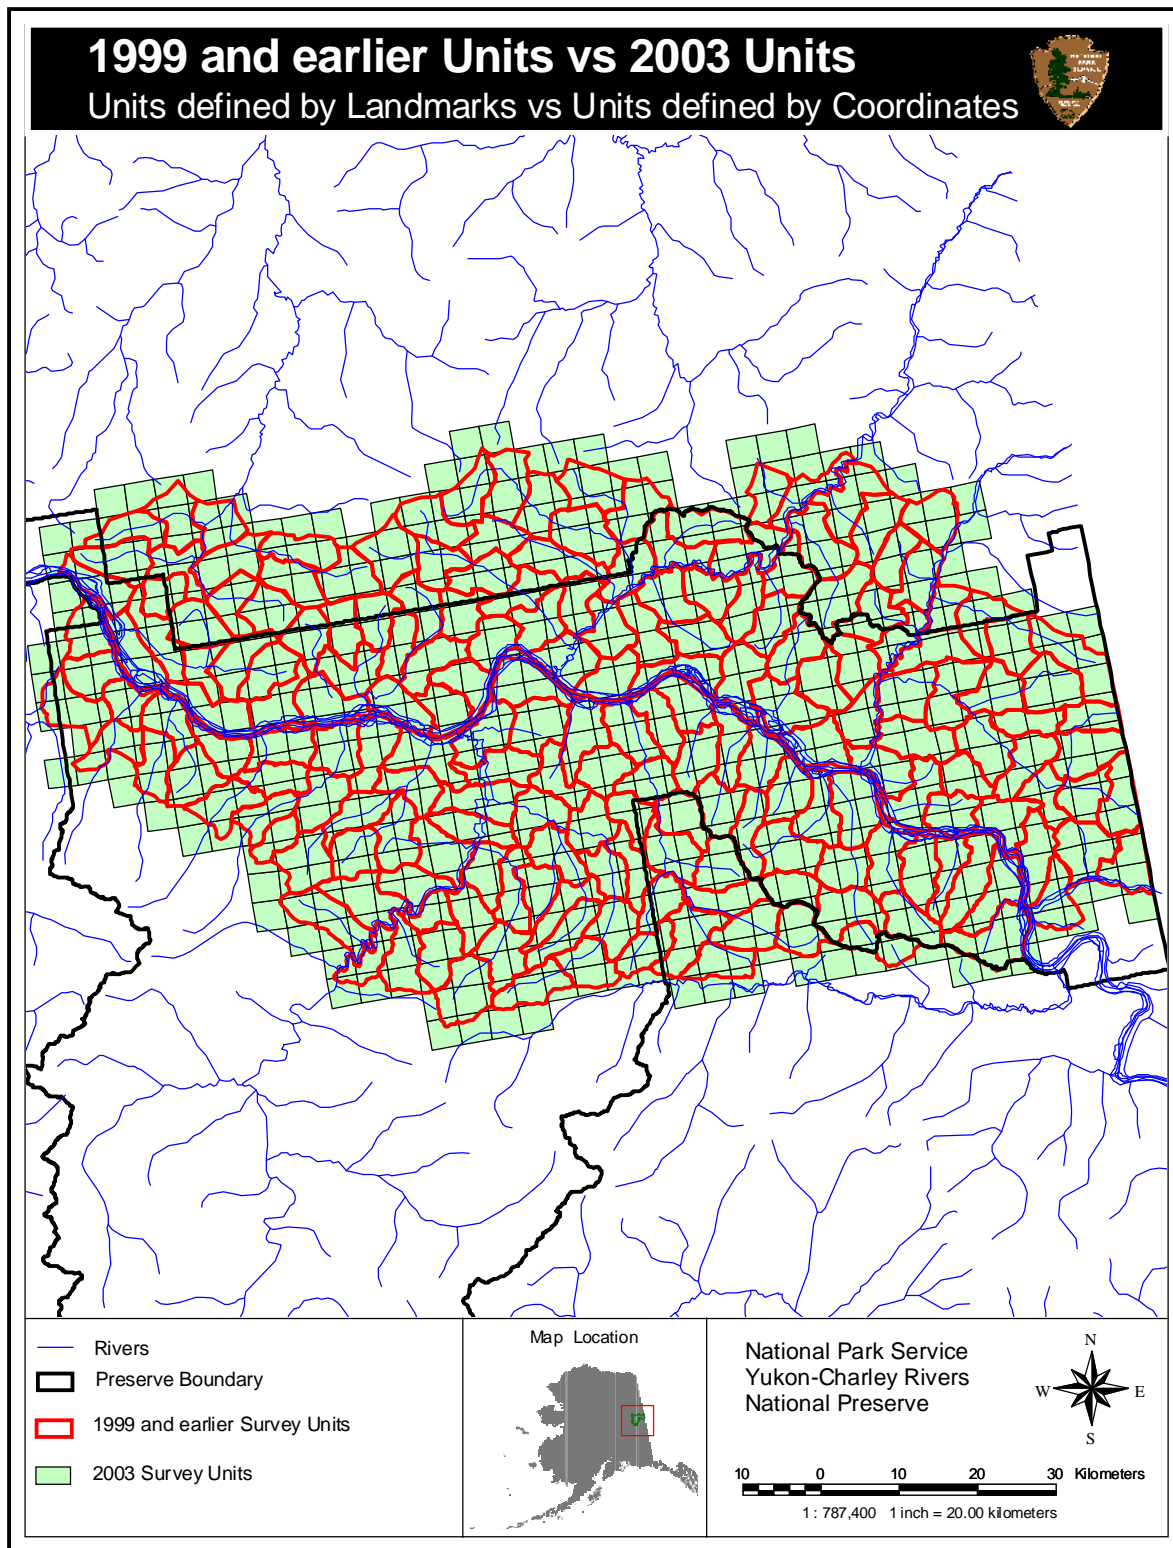 1999 and earlier Units vs 2003 Units
Units defined by Landmarks vs Units defined by Coordinates
Rivers
Preserve Boundary
1999 and earlier Survey Units
2003 Survey Units
Map Location
National Park Service
Yukon-Charley Rivers
National Preserve
N
W E
S
10 0 10 20 30 Kilometers
1 : 787,400 1 inch = 20.00 kilometers